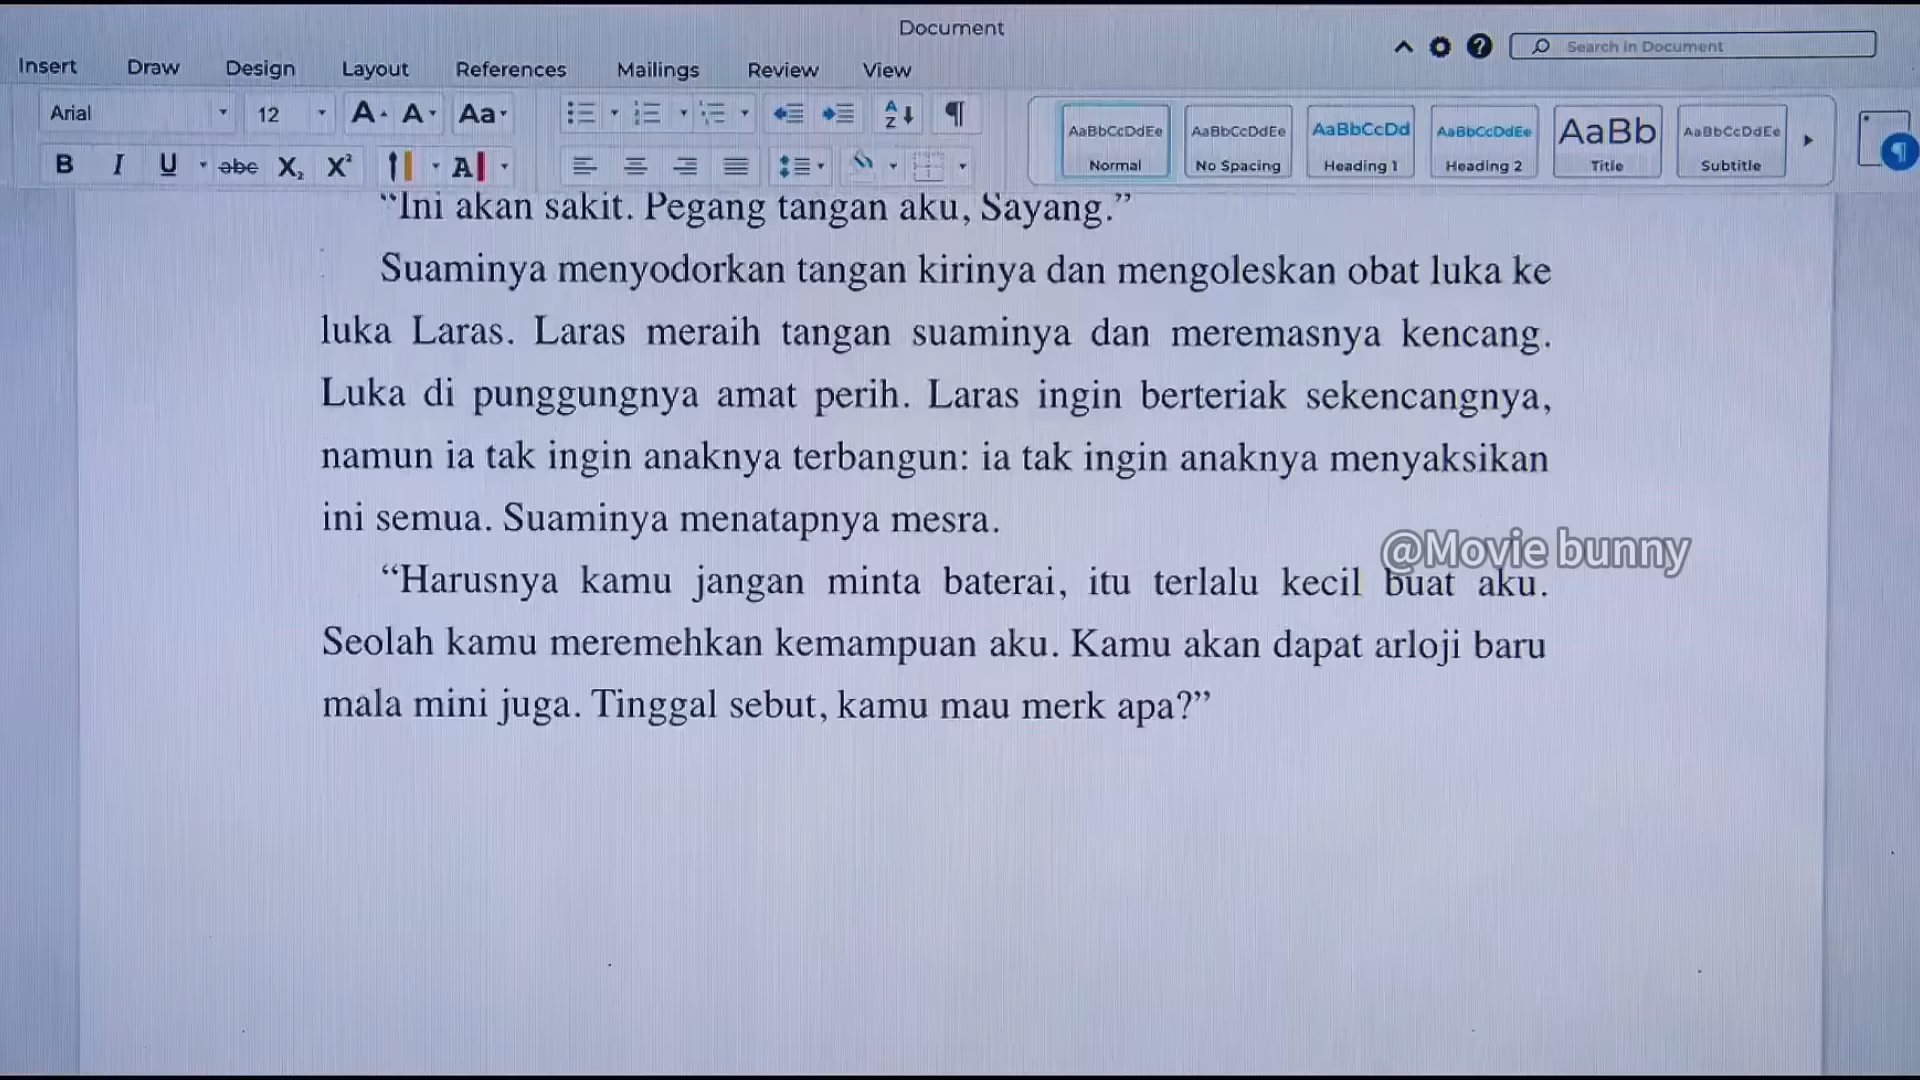 Document
Search in Document
Insert Draw Design Layout References Mailings Review View
Arial 12 A A Aa
AaBbCcDdEe AaBbCcDdEe AaBbCcDd AaBbCcDdEe AaBb AaBbCcDdEe
Normal No Spacing Heading 1 Heading 2 Title Subtitle
B I U abc X₂ X² A
“Ini akan sakit. Pegang tangan aku, Sayang.”
Suaminya menyodorkan tangan kirinya dan mengoleskan obat luka ke
luka Laras. Laras meraih tangan suaminya dan meremasnya kencang.
Luka di punggungnya amat perih. Laras ingin berteriak sekencangnya,
namun ia tak ingin anaknya terbangun: ia tak ingin anaknya menyaksikan
ini semua. Suaminya menatapnya mesra.
@Movie bunny
“Harusnya kamu jangan minta baterai, itu terlalu kecil buat aku.
Seolah kamu meremehkan kemampuan aku. Kamu akan dapat arloji baru
mala mini juga. Tinggal sebut, kamu mau merk apa?”